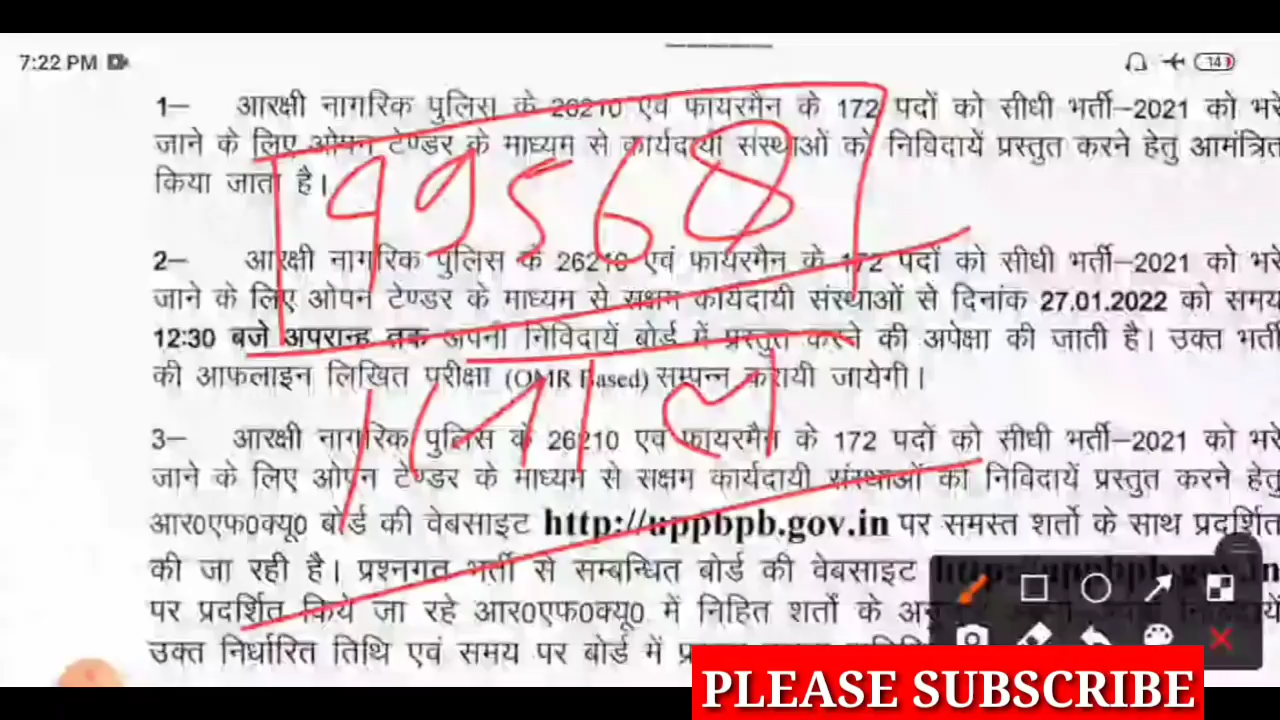 7:22 PM
14
1– आरक्षी नागरिक पुलिस के 26210 एवं फायरमैन के 172 पदों को सीधी भर्ती–2021 को भरे
जाने के लिए ओपन टेण्डर के माध्यम से कार्यदायी संस्थाओं को निविदायें प्रस्तुत करने हेतु आमंत्रित
किया जाता है।
99568
2– आरक्षी नागरिक पुलिस के 26210 एवं फायरमैन के 172 पदों को सीधी भर्ती–2021 को भरे
जाने के लिए ओपन टेण्डर के माध्यम से सक्षम कार्यदायी संस्थाओं से दिनांक 27.01.2022 को समय
12:30 बजे अपरान्ह तक अपनी निविदायें बोर्ड में प्रस्तुत करने की अपेक्षा की जाती है। उक्त भर्ती
की आफलाइन लिखित परीक्षा (OMR Based) सम्पन्न करायी जायेगी।
3– आरक्षी नागरिक पुलिस के 26210 एवं फायरमैन के 172 पदों को सीधी भर्ती–2021 को भरे
जाने के लिए ओपन टेण्डर के माध्यम से सक्षम कार्यदायी संस्थाओं को निविदायें प्रस्तुत करने हेतु
आर0एफ0क्यू0 बोर्ड की वेबसाइट http://uppbpb.gov.in पर समस्त शर्तो के साथ प्रदर्शित
की जा रही है। प्रश्नगत भर्ती से सम्बन्धित बोर्ड की वेबसाइट
पर प्रदर्शित किये जा रहे आर0एफ0क्यू0 में निहित शर्तों के
उक्त निर्धारित तिथि एवं समय पर बोर्ड में
PLEASE SUBSCRIBE